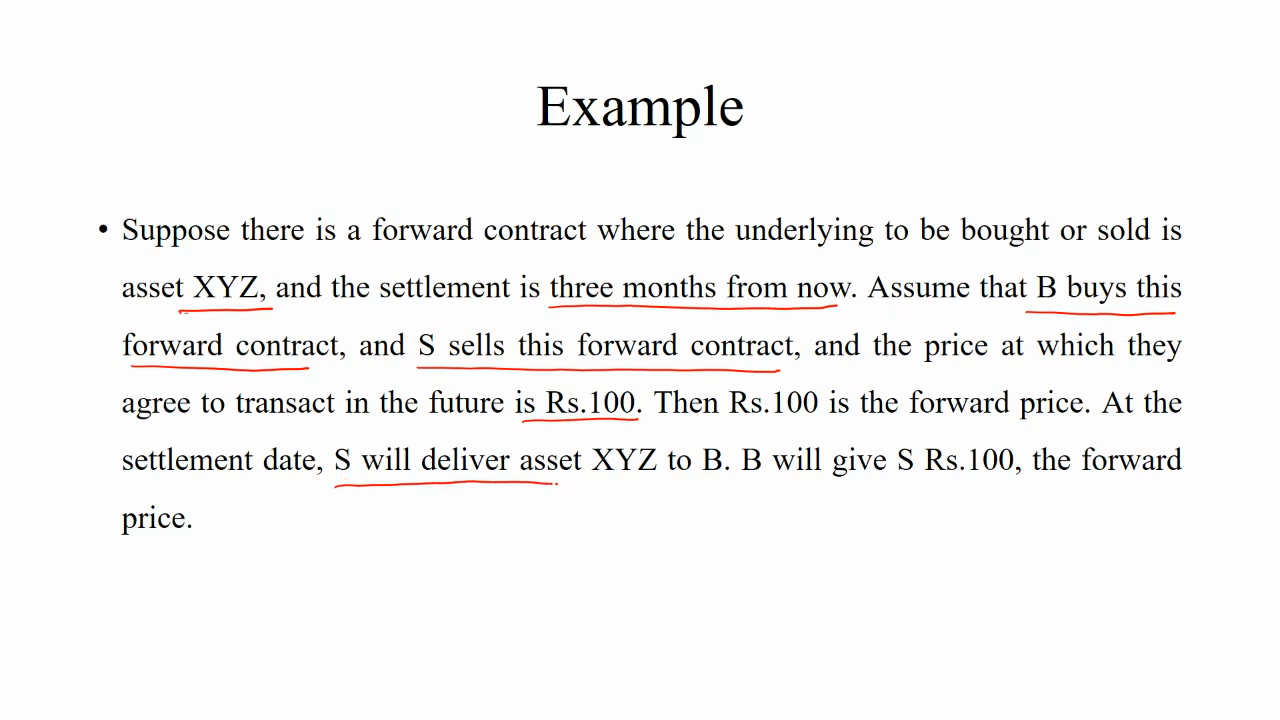 Example
• Suppose there is a forward contract where the underlying to be bought or sold is
asset XYZ, and the settlement is three months from now. Assume that B buys this
forward contract, and S sells this forward contract, and the price at which they
agree to transact in the future is Rs.100. Then Rs.100 is the forward price. At the
settlement date, S will deliver asset XYZ to B. B will give S Rs.100, the forward
price.